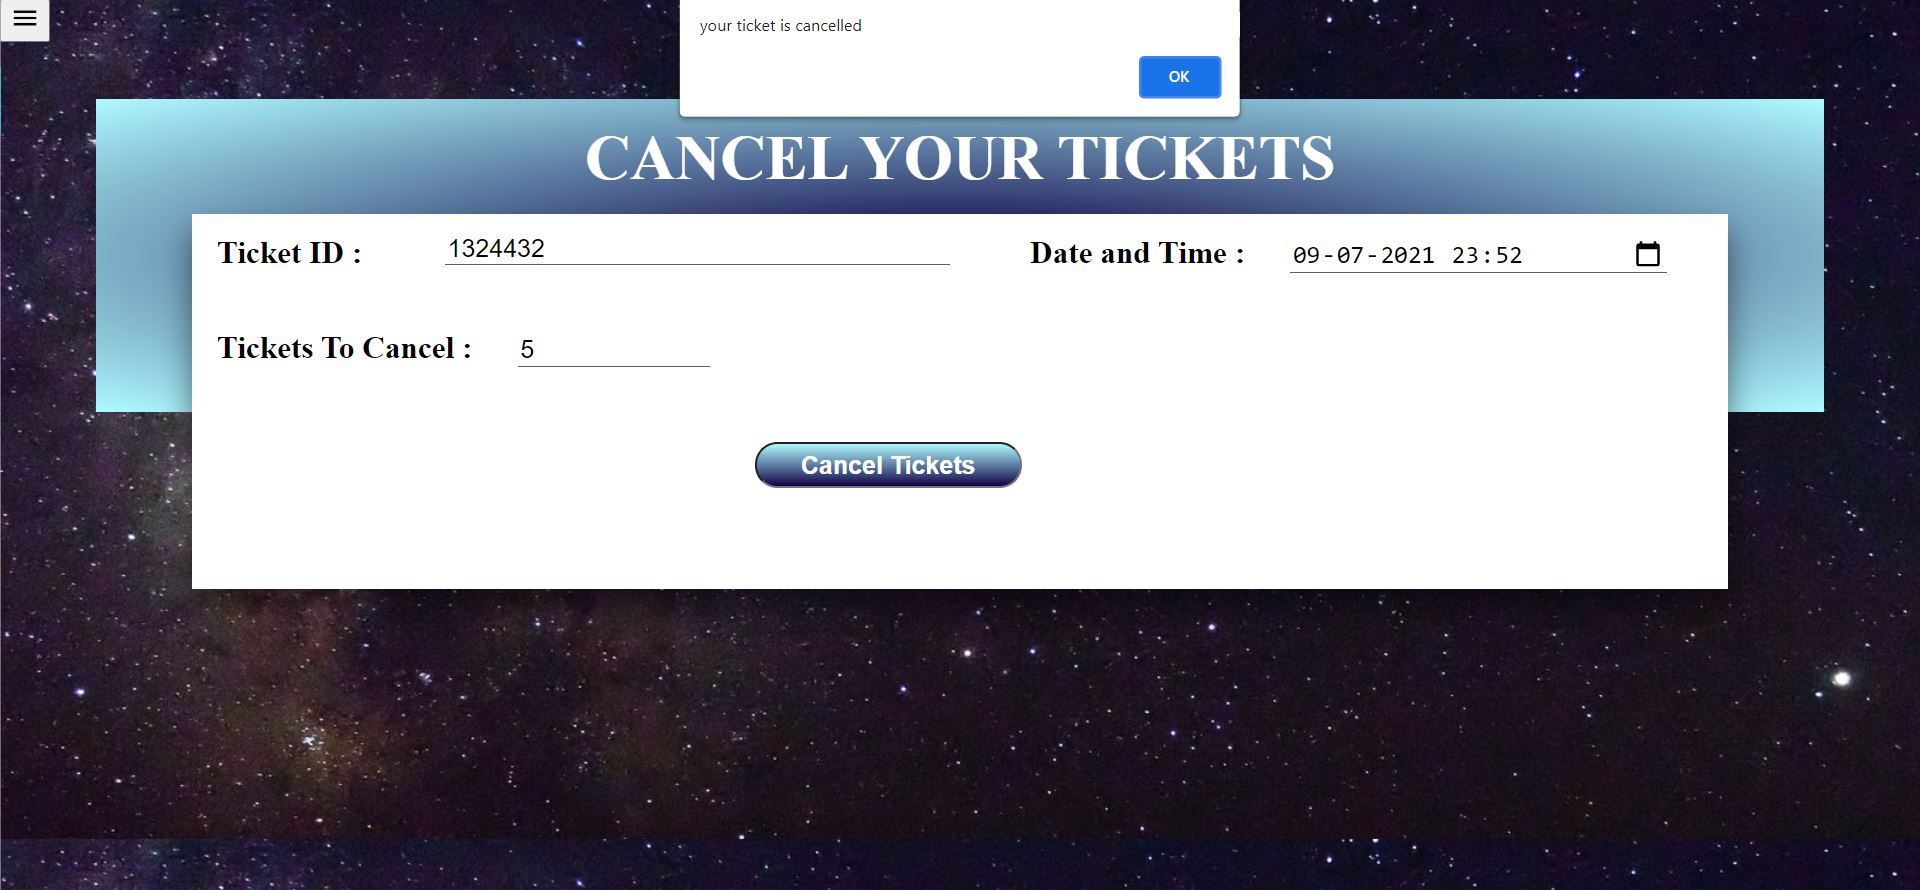 your ticket is cancelled
OK
CANCEL YOUR TICKETS
Ticket ID : 1324432 Date and Time : 09-07-2021 23:52
Tickets To Cancel : 5
Cancel Tickets